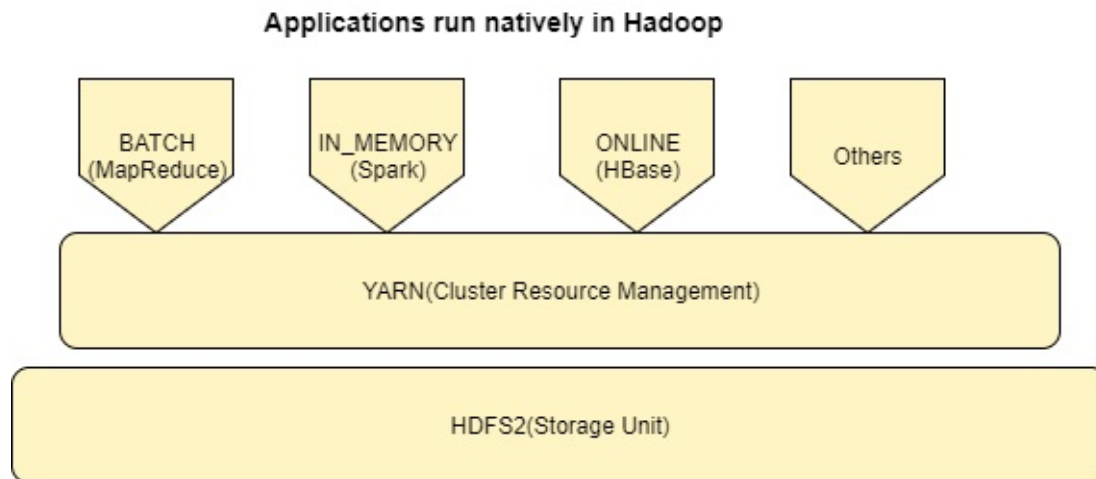 Applications run natively in Hadoop
BATCH
(MapReduce)
IN_MEMORY
(Spark)
ONLINE
(HBase)
Others
YARN(Cluster Resource Management)
HDFS2(Storage Unit)